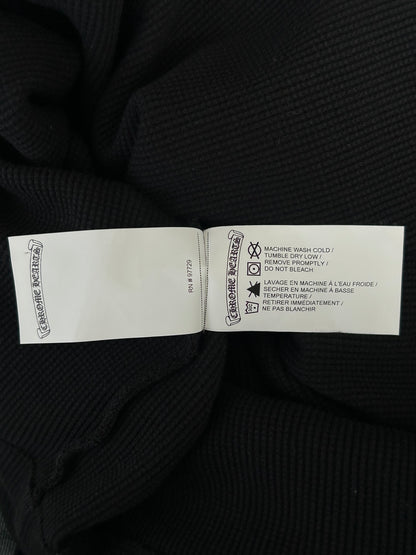 CHROME HEARTS
RN # 97729
CHROME HEARTS
MACHINE WASH COLD /
TUMBLE DRY LOW /
REMOVE PROMPTLY /
DO NOT BLEACH
LAVAGE EN MACHINE À L'EAU FROIDE /
SECHER EN MACHINE À BASSE
TEMPERATURE /
RETIRER IMMÉDIATEMENT /
NE PAS BLANCHIR